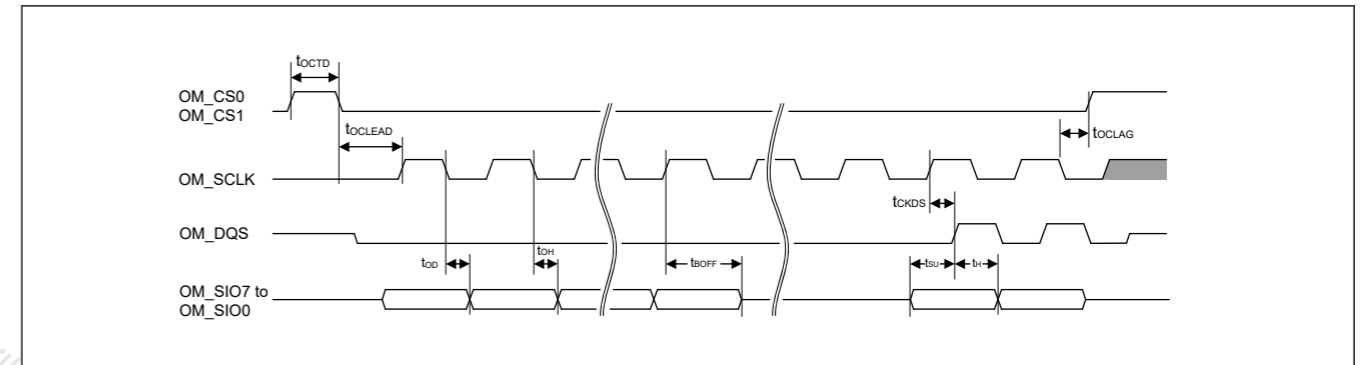 tOCTD
OM_CS0
OM_CS1
tOCLEAD
tOCLAG
OM_SCLK
tCKDS
OM_DQS
tOD
tOH
tBOFF
tSU
tH
OM_SIO7 to
OM_SIO0